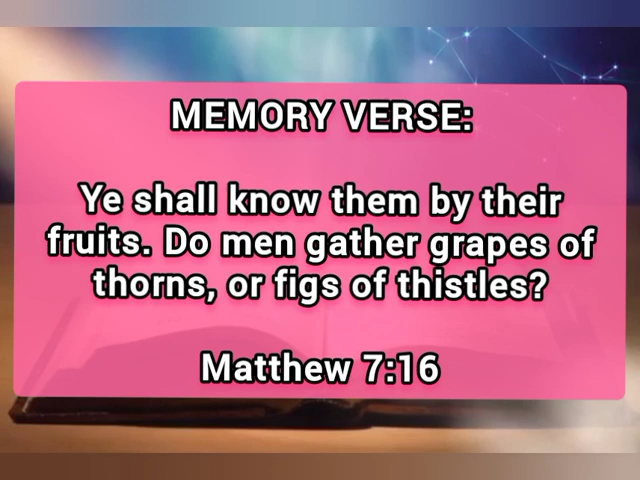 MEMORY VERSE:
Ye shall know them by their
fruits. Do men gather grapes of
thorns, or figs of thistles?
Matthew 7:16